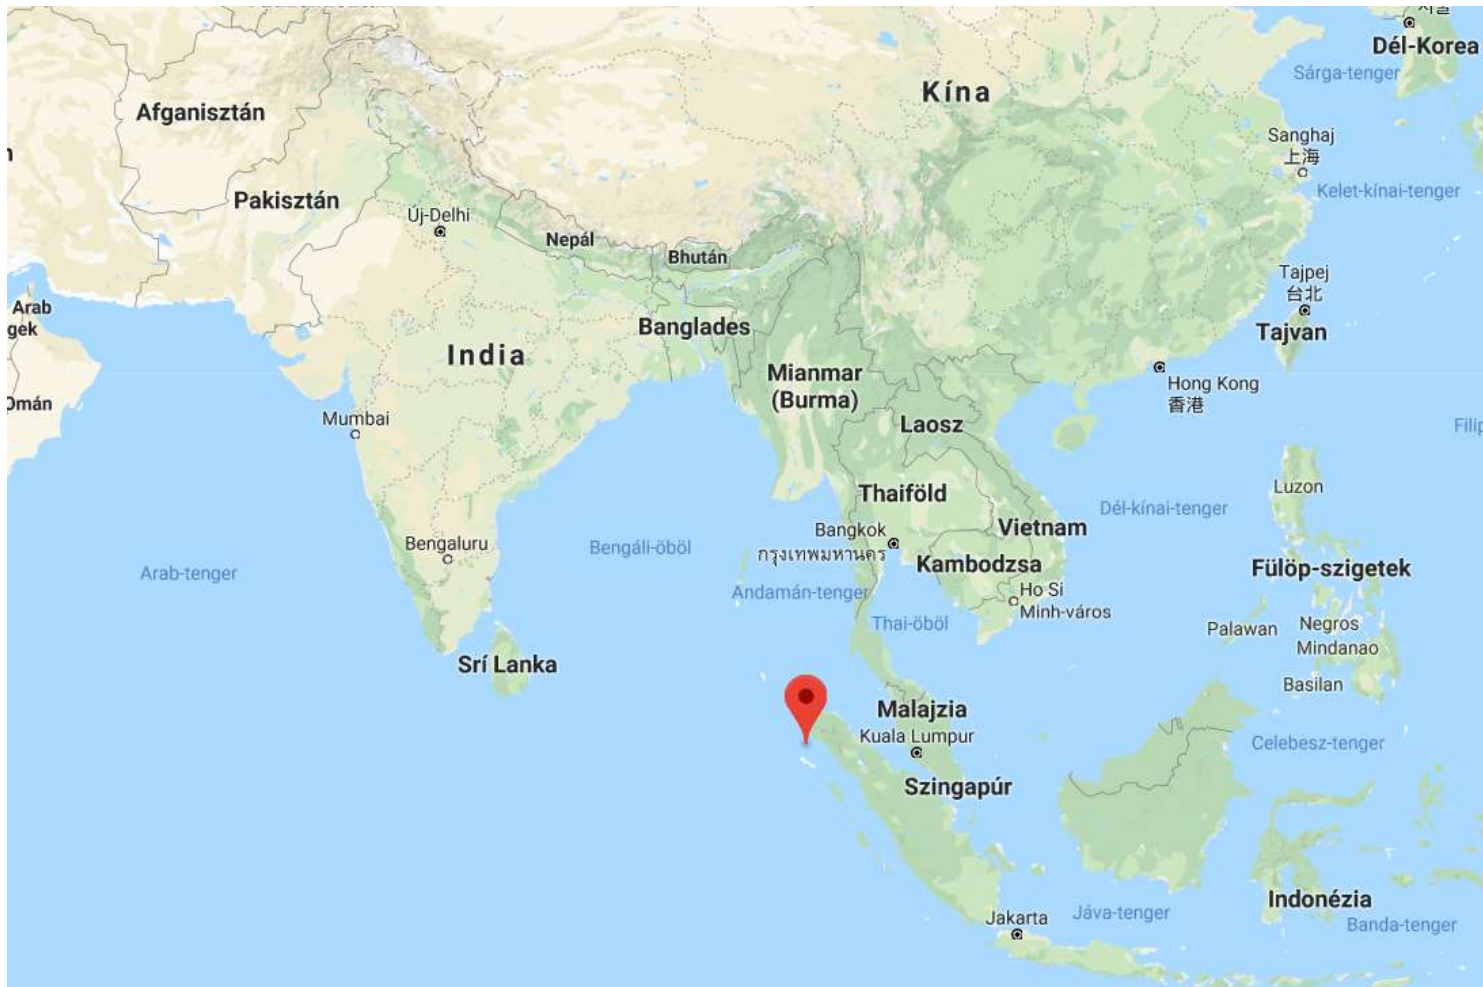 Dél-Korea
Sárga-tenger
Kína
Afganisztán
Sanghaj
上海
Kelet-kínai-tenger
Pakisztán
Új-Delhi
Nepál
Bhután
Tajpej
台北
Arab
gek
Banglades
Tajvan
India
Mianmar
(Burma)
Hong Kong
香港
Omán
Mumbai
Laosz
Filip
Thaiföld
Luzon
Dél-kínai-tenger
Vietnam
Bangkok
กรุงเทพมหานคร
Bengaluru
Bengáli-öböl
Kambodzsa
Fülöp-szigetek
Arab-tenger
Andamán-tenger
Ho Si
Minh-város
Thai-öböl
Palawan
Negros
Mindanao
Srí Lanka
Basilan
Malajzia
Kuala Lumpur
Celebesz-tenger
Szingapúr
Indonézia
Jakarta
Jáva-tenger
Banda-tenger